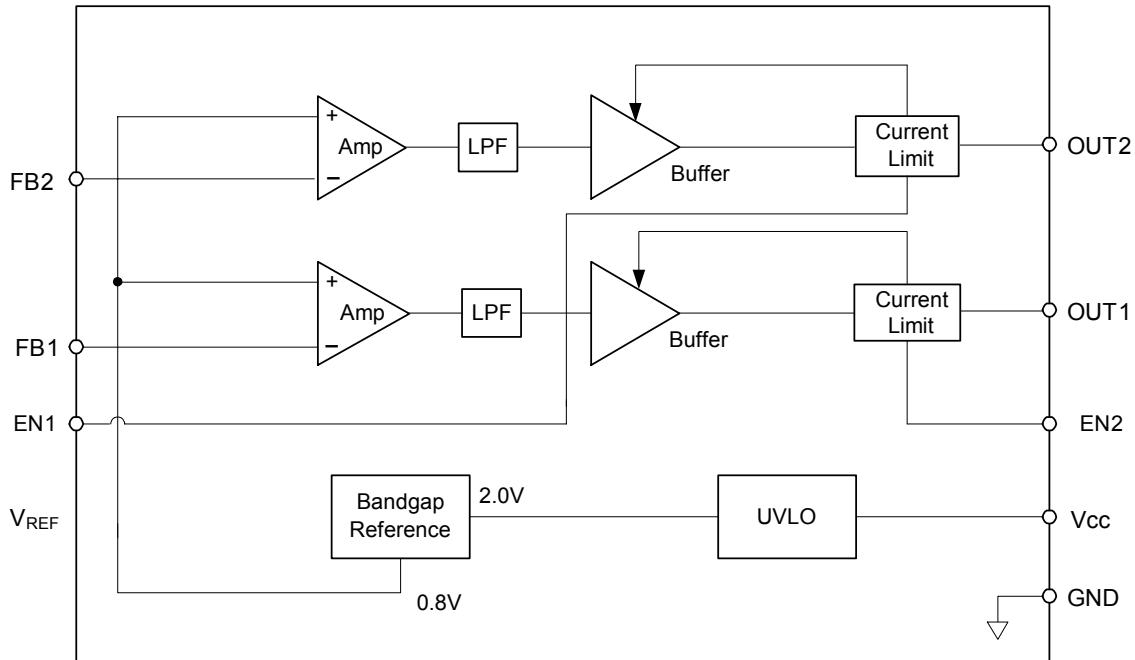 +
Amp
−
LPF
Buffer
Current
Limit
OUT2
FB2
+
Amp
−
LPF
Buffer
Current
Limit
OUT1
FB1
EN1
EN2
VREF
Bandgap
Reference
2.0V
UVLO
Vcc
0.8V
GND